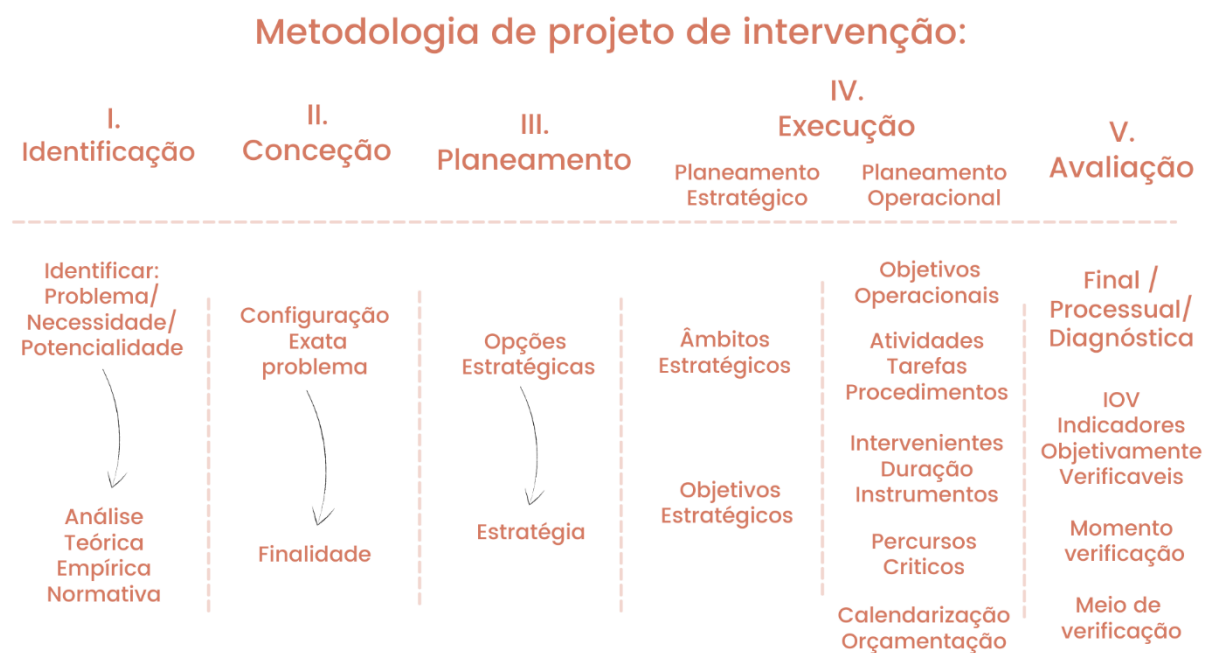 Metodologia de projeto de intervenção:
I.
Identificação
II.
Conceção
III.
Planeamento
IV.
Execução
Planeamento
Estratégico
Planeamento
Operacional
V.
Avaliação
Identificar:
Problema/
Necessidade/
Potencialidade
Análise
Teórica
Empírica
Normativa
Configuração
Exata
problema
Finalidade
Opções
Estratégicas
Estratégia
Âmbitos
Estratégicos
Objetivos
Estratégicos
Objetivos
Operacionais
Atividades
Tarefas
Procedimentos
Intervenientes
Duração
Instrumentos
Percursos
Criticos
Calendarização
Orçamentação
Final /
Processual/
Diagnóstica
IOV
Indicadores
Objetivamente
Verificaveis
Momento
verificação
Meio de
verificação